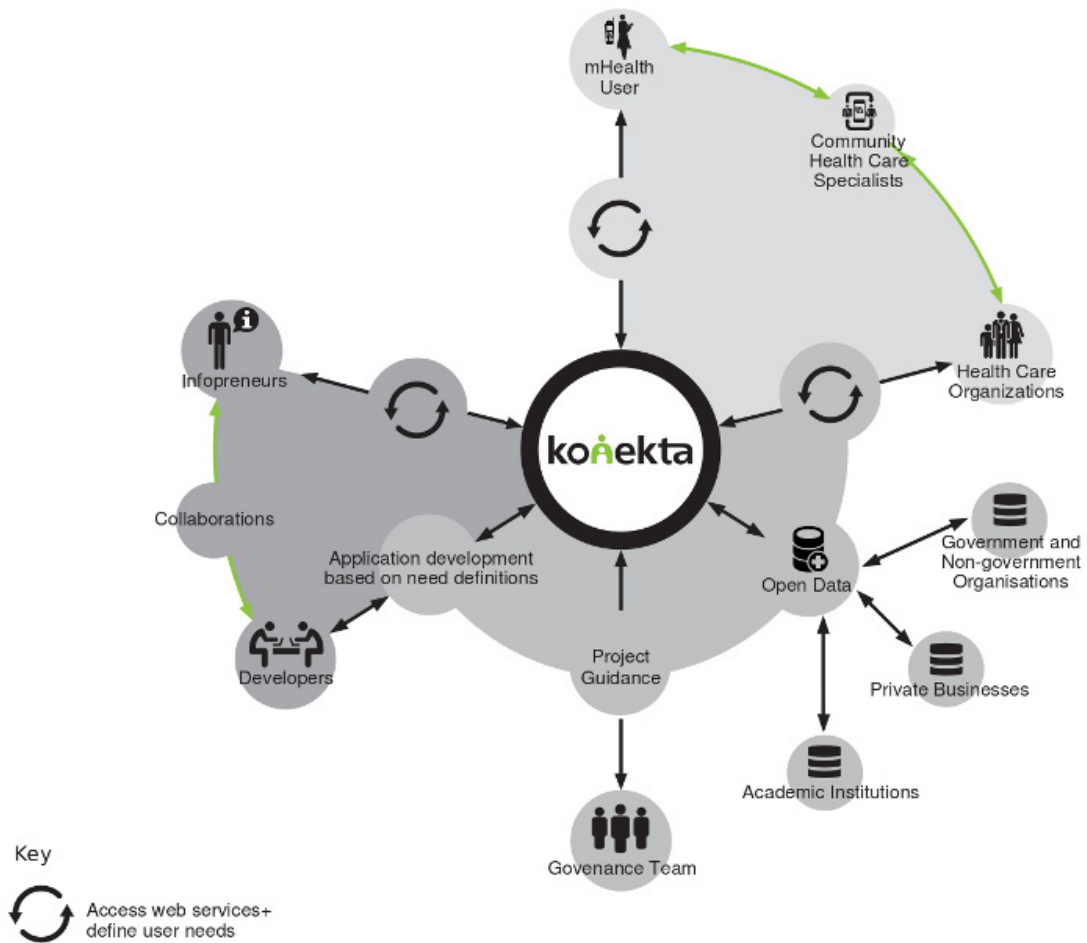 mHealth
User
Community
Health Care
Specialists
Infopreneurs
Health Care
Organizations
konekta
Collaborations
Application development
based on need definitions
Open Data
Government and
Non-government
Organisations
Project
Guidance
Developers
Private Businesses
Academic Institutions
Govenance Team
Key
Access web services+
define user needs